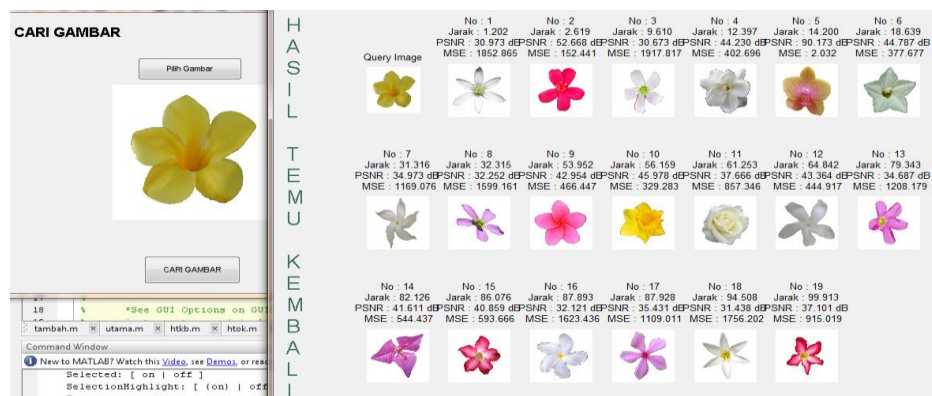 CARI GAMBAR
Pilih Gambar
CARI GAMBAR
18 % *See GUI Options on GUI
tambah.m × utama.m × htkb.m × htok.m ×
Command Window
New to MATLAB? Watch this Video, see Demos, or read
Selected: [ on | off ]
SelectionHighlight: [ (on) | off
HASIL TEMU KEMBALI
Query Image
No : 1
Jarak : 1.202
PSNR : 30.973 dB
MSE : 1852.865
No : 2
Jarak : 2.619
PSNR : 52.668 dB
MSE : 152.441
No : 3
Jarak : 9.610
PSNR : 30.673 dB
MSE : 1917.817
No : 4
Jarak : 12.397
PSNR : 44.230 dB
MSE : 402.696
No : 5
Jarak : 14.200
PSNR : 90.173 dB
MSE : 2.032
No : 6
Jarak : 18.639
PSNR : 44.787 dB
MSE : 377.677
No : 7
Jarak : 31.316
PSNR : 34.973 dB
MSE : 1169.076
No : 8
Jarak : 32.315
PSNR : 32.252 dB
MSE : 1599.161
No : 9
Jarak : 53.952
PSNR : 42.954 dB
MSE : 466.447
No : 10
Jarak : 56.159
PSNR : 45.978 dB
MSE : 329.283
No : 11
Jarak : 61.253
PSNR : 37.666 dB
MSE : 857.346
No : 12
Jarak : 64.842
PSNR : 43.364 dB
MSE : 444.917
No : 13
Jarak : 79.343
PSNR : 34.687 dB
MSE : 1208.179
No : 14
Jarak : 82.126
PSNR : 41.611 dB
MSE : 544.437
No : 15
Jarak : 86.076
PSNR : 40.859 dB
MSE : 593.666
No : 16
Jarak : 87.893
PSNR : 32.121 dB
MSE : 1623.436
No : 17
Jarak : 87.928
PSNR : 35.431 dB
MSE : 1109.011
No : 18
Jarak : 94.508
PSNR : 31.438 dB
MSE : 1756.202
No : 19
Jarak : 99.913
PSNR : 37.101 dB
MSE : 915.019